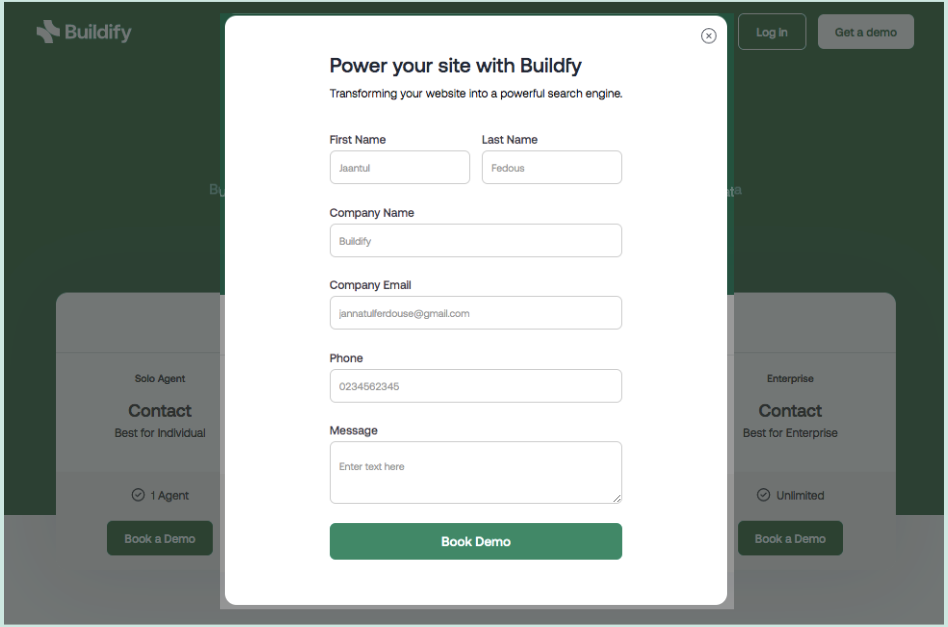 Buildify
Log in
Get a demo
Power your site with Buildfy
Transforming your website into a powerful search engine.
First Name
Last Name
Jaantul
Fedous
Company Name
Buildify
Company Email
jannatulferdouse@gmail.com
Phone
0234562345
Message
Enter text here
Book Demo
Solo Agent
Contact
Best for Individual
1 Agent
Book a Demo
Enterprise
Contact
Best for Enterprise
Unlimited
Book a Demo